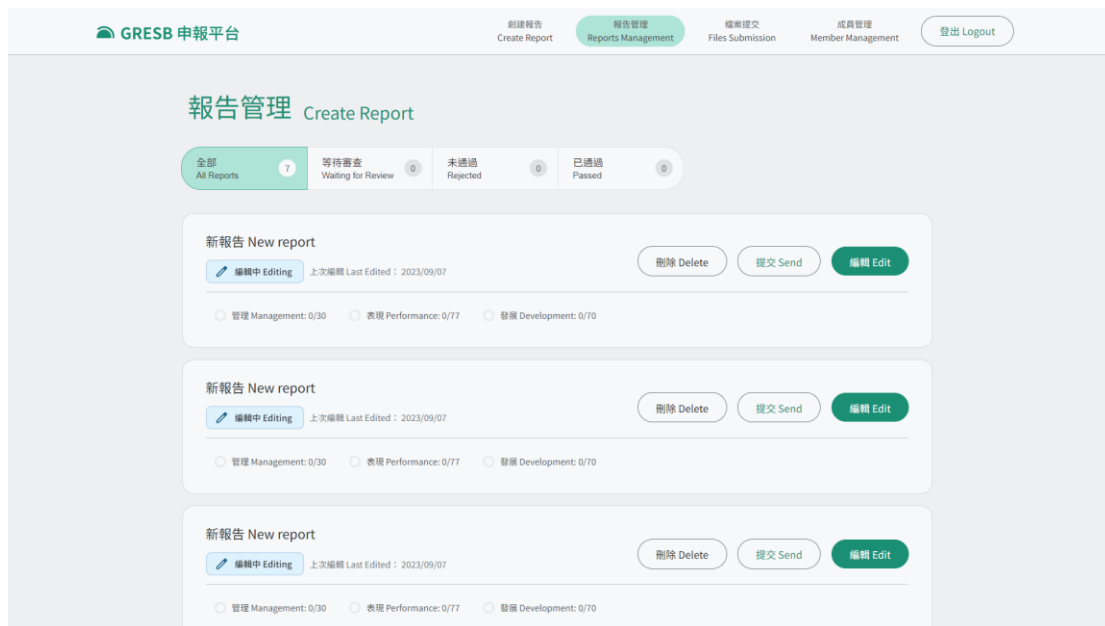 GRESB 申報平台
創建報告
Create Report
報告管理
Reports Management
檔案提交
Files Submission
成員管理
Member Management
登出 Logout
報告管理 Create Report
全部
All Reports
7
等待審查
Waiting for Review
0
未通過
Rejected
0
已通過
Passed
0
新報告 New report
編輯中 Editing 上次編輯 Last Edited： 2023/09/07
刪除 Delete 提交 Send 編輯 Edit
管理 Management: 0/30 表現 Performance: 0/77 發展 Development: 0/70
新報告 New report
編輯中 Editing 上次編輯 Last Edited： 2023/09/07
刪除 Delete 提交 Send 編輯 Edit
管理 Management: 0/30 表現 Performance: 0/77 發展 Development: 0/70
新報告 New report
編輯中 Editing 上次編輯 Last Edited： 2023/09/07
刪除 Delete 提交 Send 編輯 Edit
管理 Management: 0/30 表現 Performance: 0/77 發展 Development: 0/70